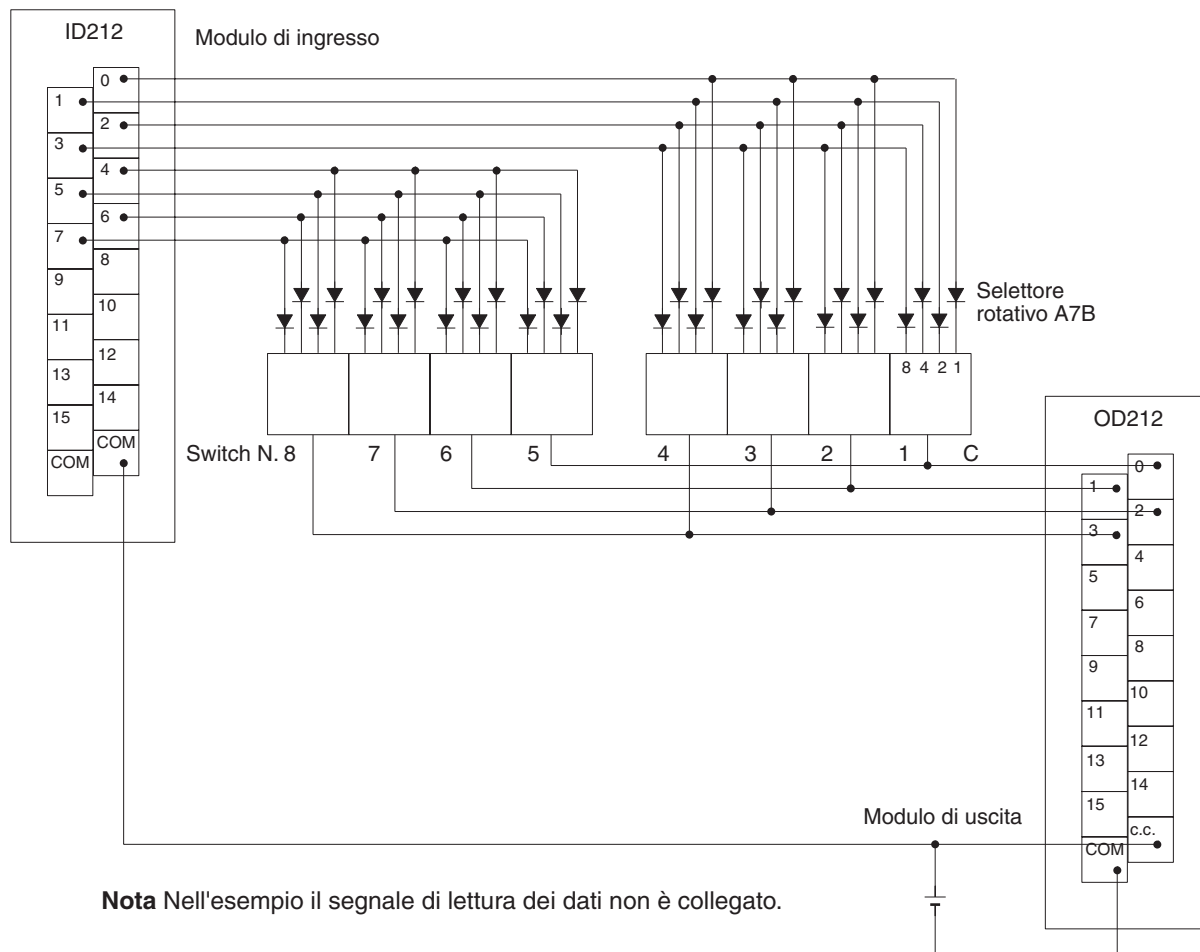 ID212
Modulo di ingresso
0
1
2
3
4
5
6
7
8
9
10
11
12
13
14
15
COM
COM
Selettore
rotativo A7B
8 4 2 1
Switch N. 8 7 6 5 4 3 2 1 C
OD212
0
1
2
3
4
5
6
7
8
9
10
11
12
13
14
15
c.c.
COM
Modulo di uscita
Nota Nell'esempio il segnale di lettura dei dati non è collegato.